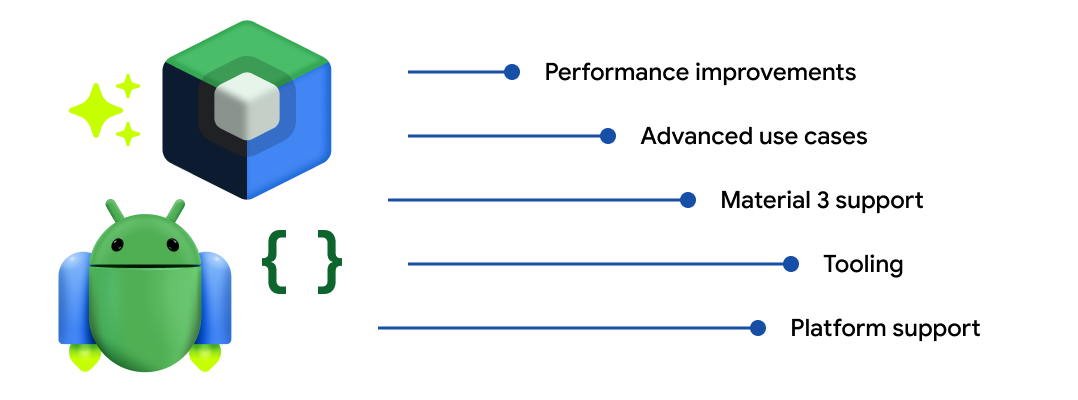 Performance improvements
Advanced use cases
Material 3 support
{ }
Tooling
Platform support